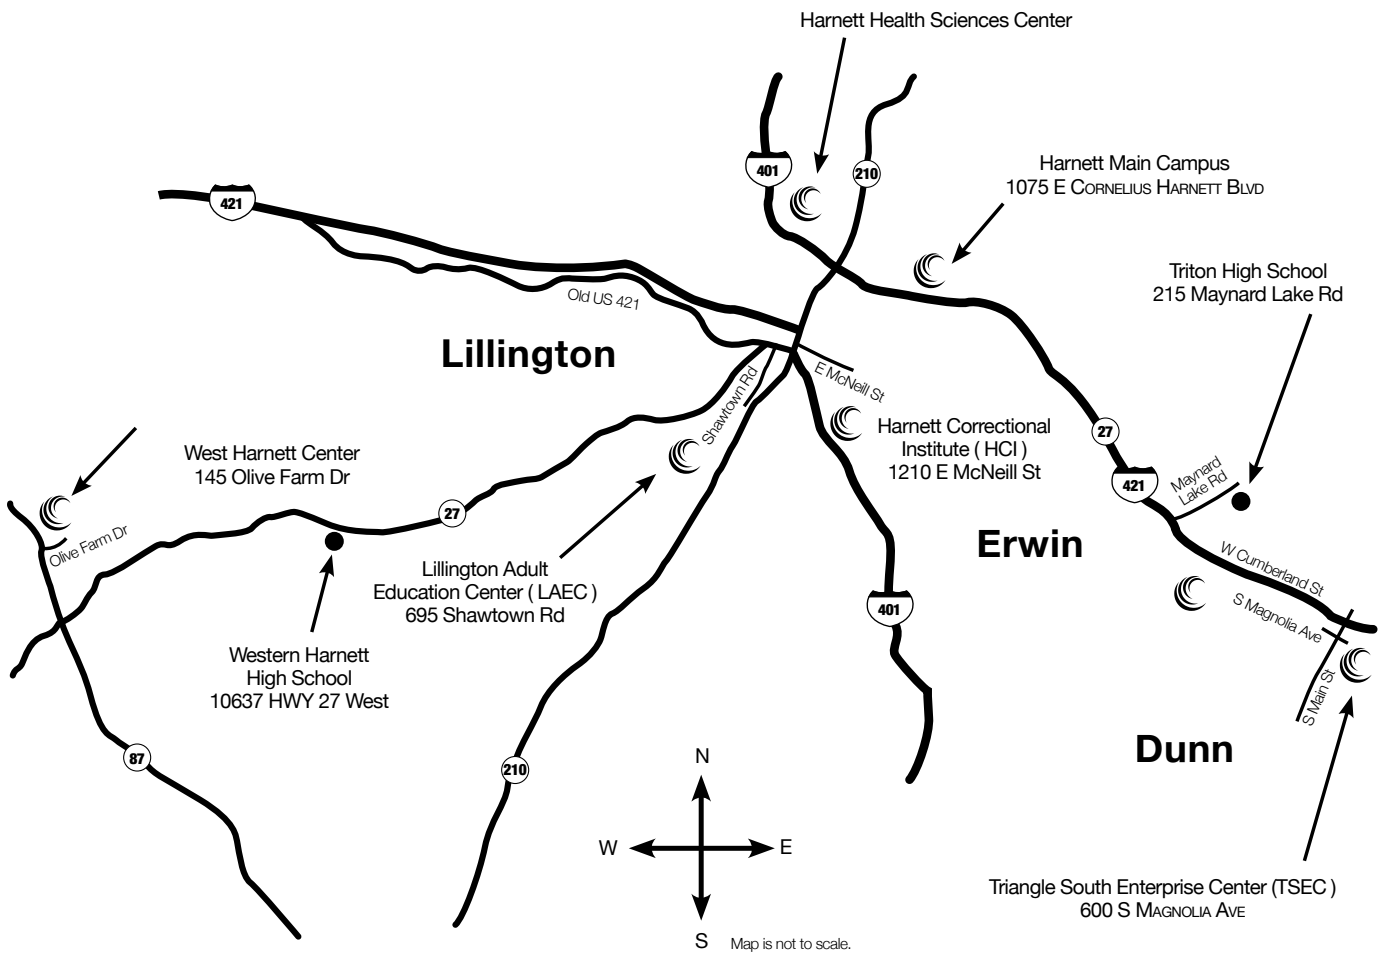 Harnett Health Sciences Center
Harnett Main Campus
1075 E Cornelius Harnett Blvd
401
210
421
Triton High School
215 Maynard Lake Rd
Old US 421
Lillington
E McNeill St
Shawtown Rd
Harnett Correctional
Institute ( HCI )
1210 E McNeill St
27
421
Maynard
Lake Rd
West Harnett Center
145 Olive Farm Dr
27
Olive Farm Dr
Erwin
W Cumberland St
Lillington Adult
Education Center ( LAEC )
695 Shawtown Rd
401
S Magnolia Ave
Western Harnett
High School
10637 HWY 27 West
S Main St
Dunn
87
210
N
W
E
S
Map is not to scale.
Triangle South Enterprise Center (TSEC )
600 S Magnolia Ave